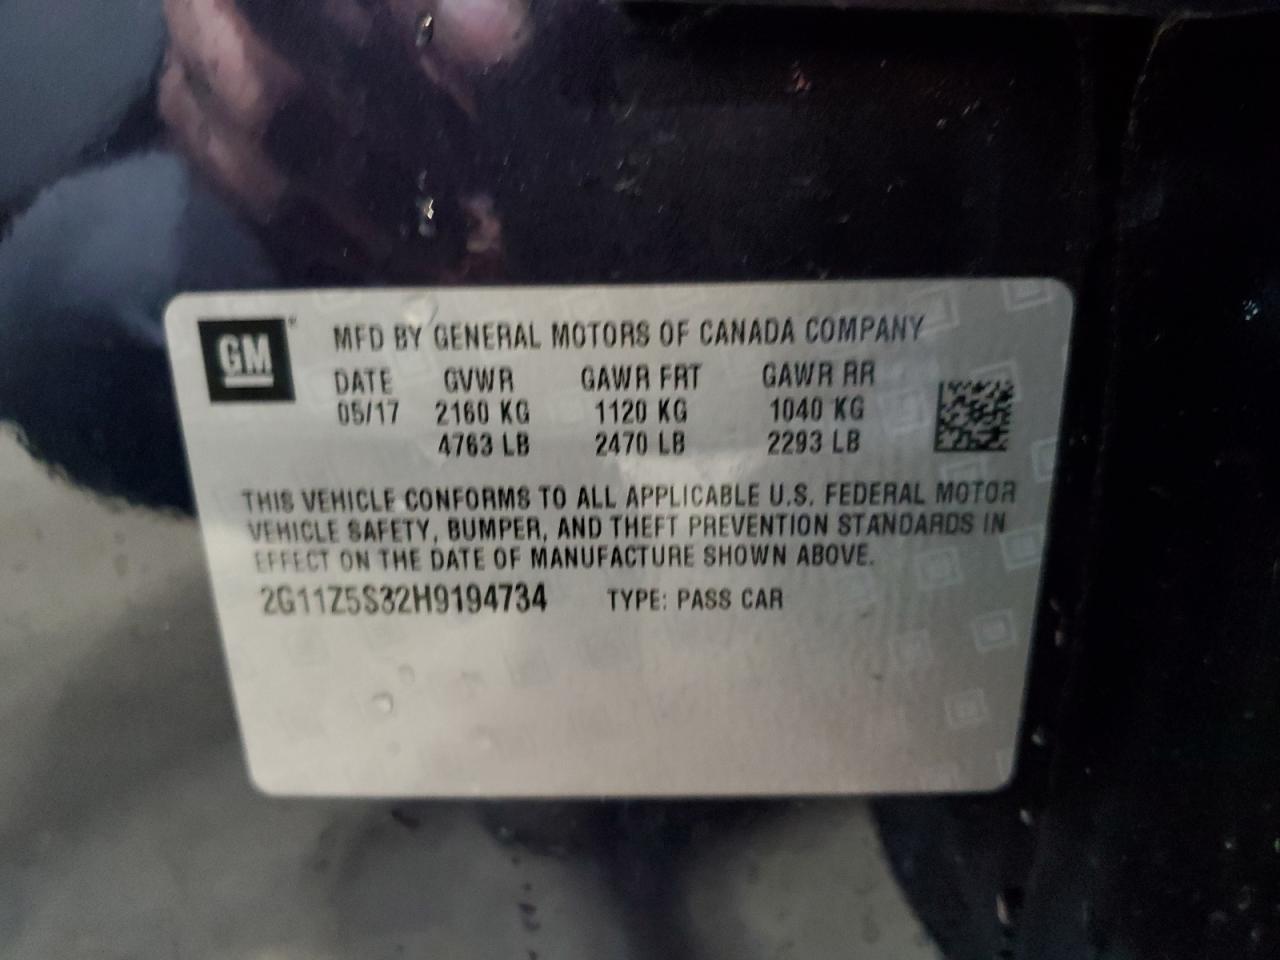 GM
MFD BY GENERAL MOTORS OF CANADA COMPANY
DATE GVWR GAWR FRT GAWR RR
05/17 2160 KG 1120 KG 1040 KG
4763 LB 2470 LB 2293 LB
THIS VEHICLE CONFORMS TO ALL APPLICABLE U.S. FEDERAL MOTOR
VEHICLE SAFETY, BUMPER, AND THEFT PREVENTION STANDARDS IN
EFFECT ON THE DATE OF MANUFACTURE SHOWN ABOVE.
2G11Z5S32H9194734 TYPE: PASS CAR